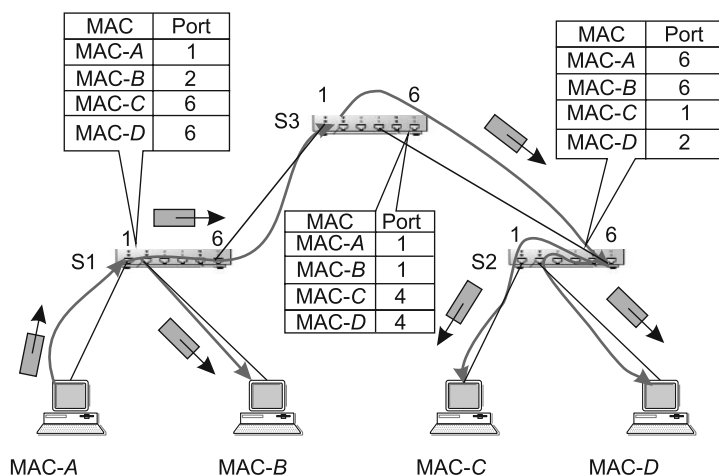 MAC Port
MAC-A 1
MAC-B 2
MAC-C 6
MAC-D 6
MAC Port
MAC-A 6
MAC-B 6
MAC-C 1
MAC-D 2
1 6
S3
MAC Port
MAC-A 1
MAC-B 1
MAC-C 4
MAC-D 4
1 6
S1
1 6
S2
MAC-A MAC-B MAC-C MAC-D